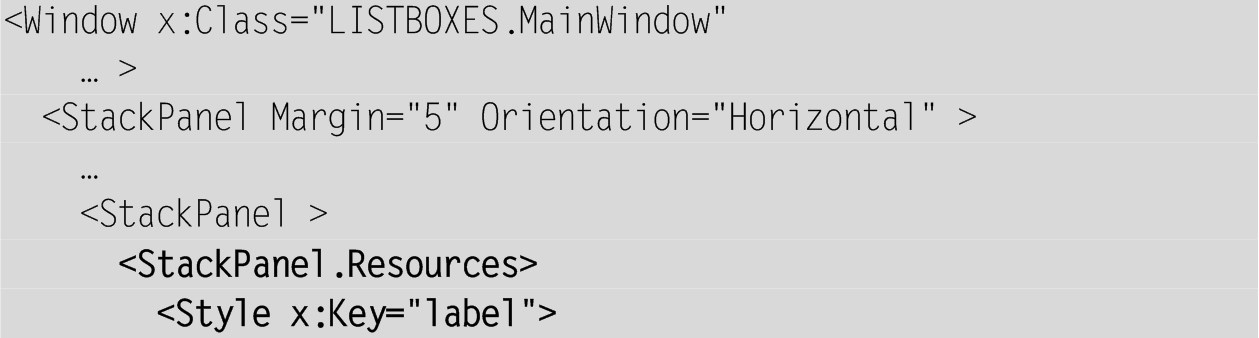 <Window x:Class="LISTBOXES.MainWindow"
… >
<StackPanel Margin="5" Orientation="Horizontal" >
…
<StackPanel >
<StackPanel.Resources>
<Style x:Key="label">